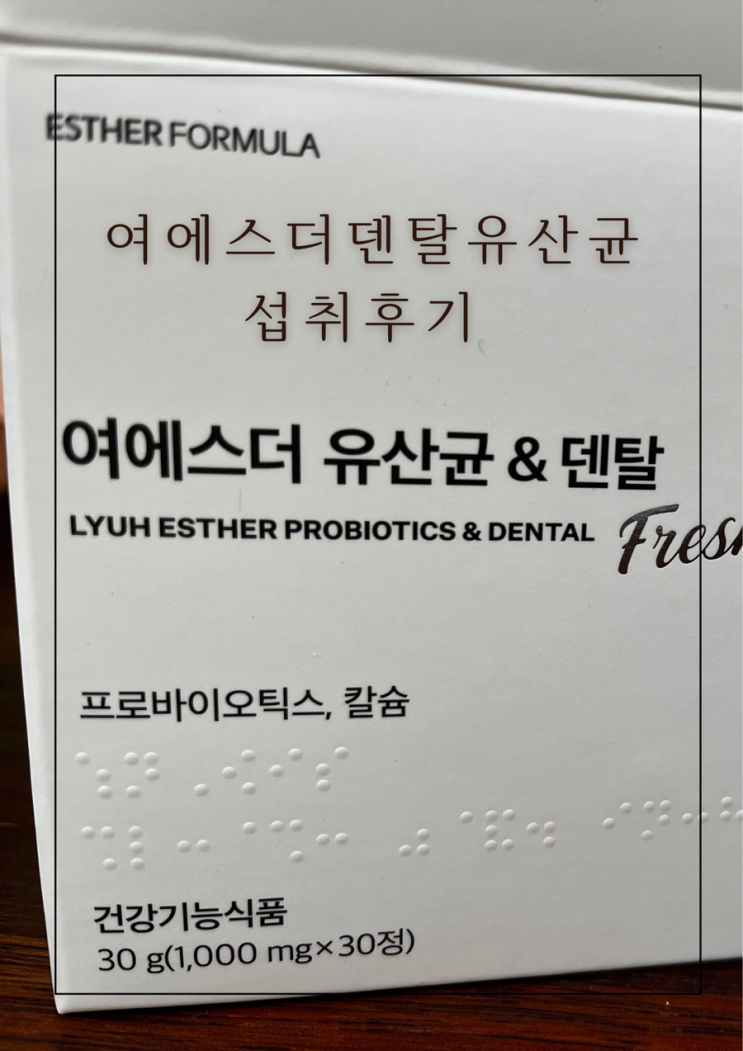 ESTHER FORMULA
여에스더덴탈유산균
섭취후기
여에스더 유산균 & 덴탈
LYUH ESTHER PROBIOTICS & DENTAL
프로바이오틱스, 칼슘
건강기능식품
30 g(1,000 mg×30정)